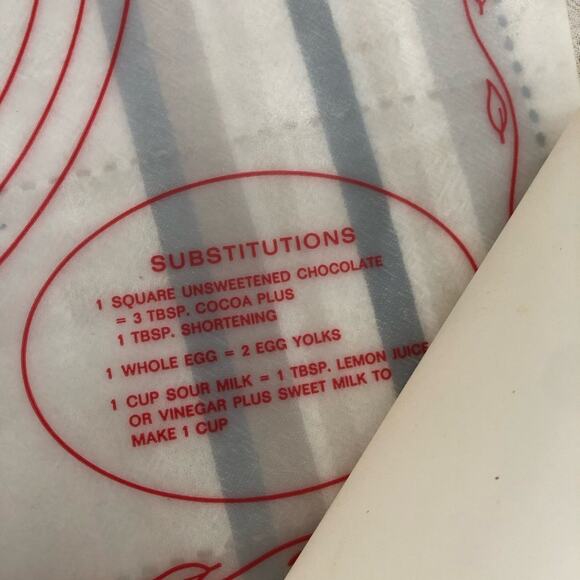 SUBSTITUTIONS
1 SQUARE UNSWEETENED CHOCOLATE
= 3 TBSP. COCOA PLUS
1 TBSP. SHORTENING
1 WHOLE EGG = 2 EGG YOLKS
1 CUP SOUR MILK = 1 TBSP. LEMON JUICE
OR VINEGAR PLUS SWEET MILK TO
MAKE 1 CUP